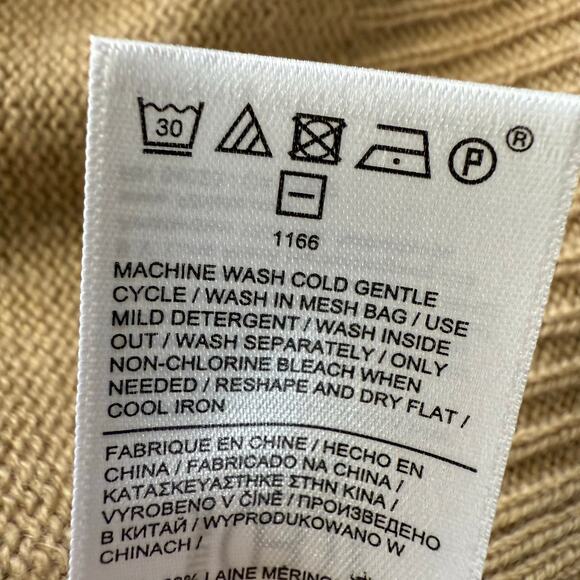 30
P ®
1166
MACHINE WASH COLD GENTLE
CYCLE / WASH IN MESH BAG / USE
MILD DETERGENT / WASH INSIDE
OUT / WASH SEPARATELY / ONLY
NON-CHLORINE BLEACH WHEN
NEEDED / RESHAPE AND DRY FLAT /
COOL IRON
FABRIQUE EN CHINE / HECHO EN
CHINA / FABRICADO NA CHINA /
ΚΑΤΑΣΚΕΥΑΣΤΗΚΕ ΣΤΗΝ ΚΙΝΑ /
VYROBENO V ČÍNĚ / ПРОИЗВЕДЕНО
В КИТАЙ / WYPRODUKOWANO W
CHINACH /
LAINE MÉRINO